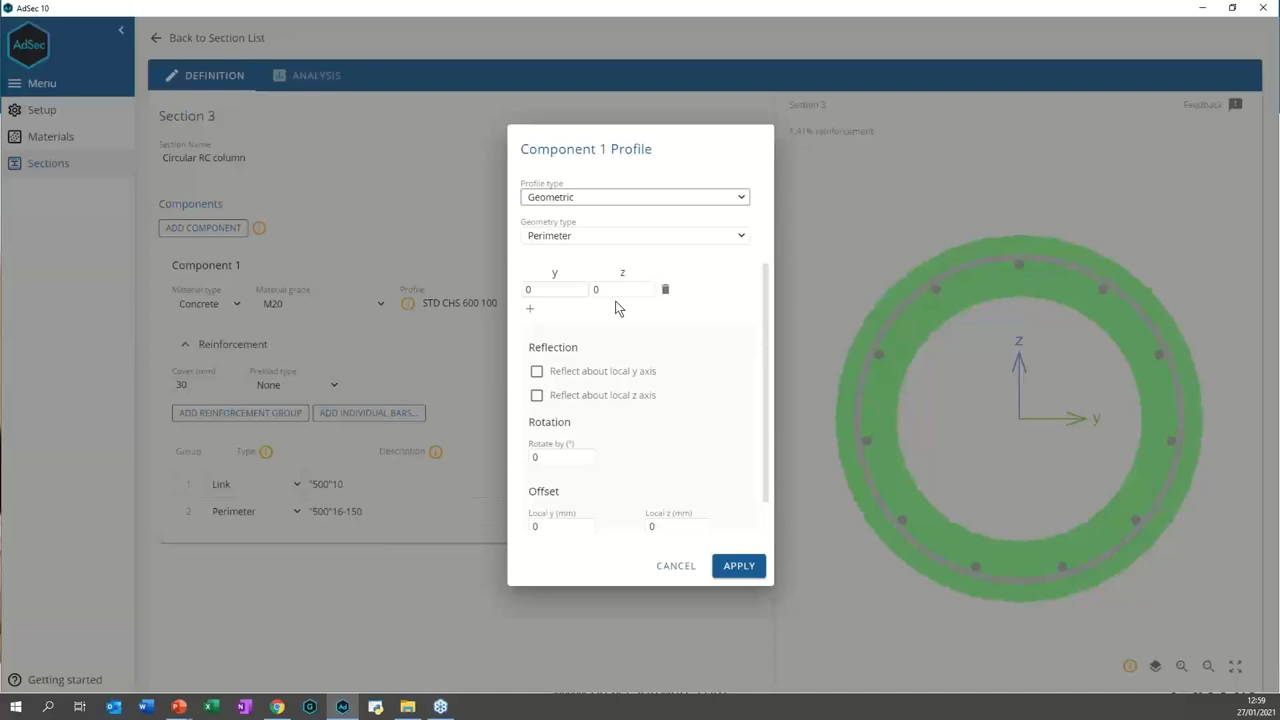 AdSec 10
AdSec
Menu
Setup
Materials
Sections
Getting started
Back to Section List
DEFINITION
ANALYSIS
Section 3
Section Name
Circular RC column
Components
ADD COMPONENT
Component 1
Material type
Material grade
Profile
Concrete
M20
STD CHS 600 100
Reinforcement
Cover (mm)
Preload type
30
None
ADD REINFORCEMENT GROUP
ADD INDIVIDUAL BARS...
Group
Type
Description
1
Link
"500"10
2
Perimeter
"500"16-150
Component 1 Profile
Profile type
Geometric
Geometry type
Perimeter
y
z
0
0
+
Reflection
Reflect about local y axis
Reflect about local z axis
Rotation
Rotate by (°)
0
Offset
Local y (mm)
Local z (mm)
0
0
CANCEL
APPLY
Section 3
Feedback
1.41% reinforcement
z
y
12:59
27/01/2021